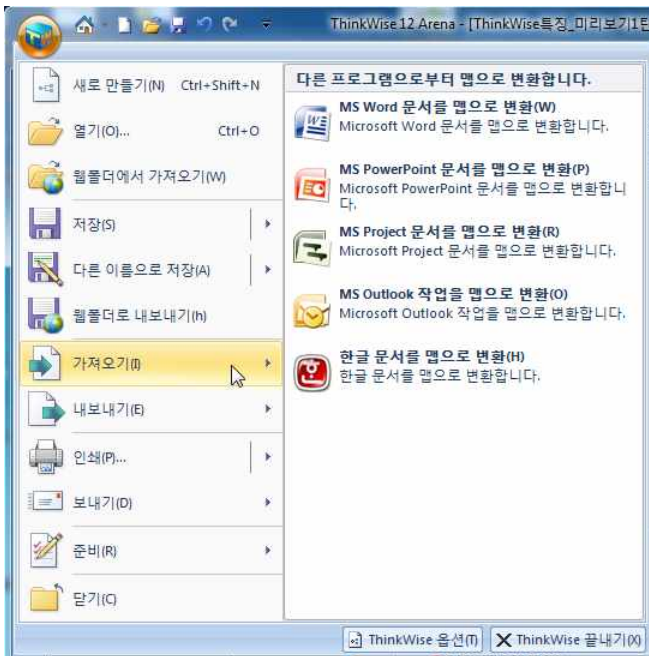 ThinkWise 12 Arena - [ThinkWise특징_미리보기1탄
새로 만들기(N) Ctrl+Shift+N
열기(O)... Ctrl+O
웹폴더에서 가져오기(W)
저장(S)
다른 이름으로 저장(A)
웹폴더로 내보내기(h)
가져오기(I)
내보내기(E)
인쇄(P)...
보내기(D)
준비(R)
닫기(C)
다른 프로그램으로부터 맵으로 변환합니다.
MS Word 문서를 맵으로 변환(W)
Microsoft Word 문서를 맵으로 변환합니다.
MS PowerPoint 문서를 맵으로 변환(P)
Microsoft PowerPoint 문서를 맵으로 변환합니
다.
MS Project 문서를 맵으로 변환(R)
Microsoft Project 문서를 맵으로 변환합니다.
MS Outlook 작업을 맵으로 변환(O)
Microsoft Outlook 작업을 맵으로 변환합니다.
한글 문서를 맵으로 변환(H)
한글 문서를 맵으로 변환합니다.
ThinkWise 옵션(T) ThinkWise 끝내기(X)